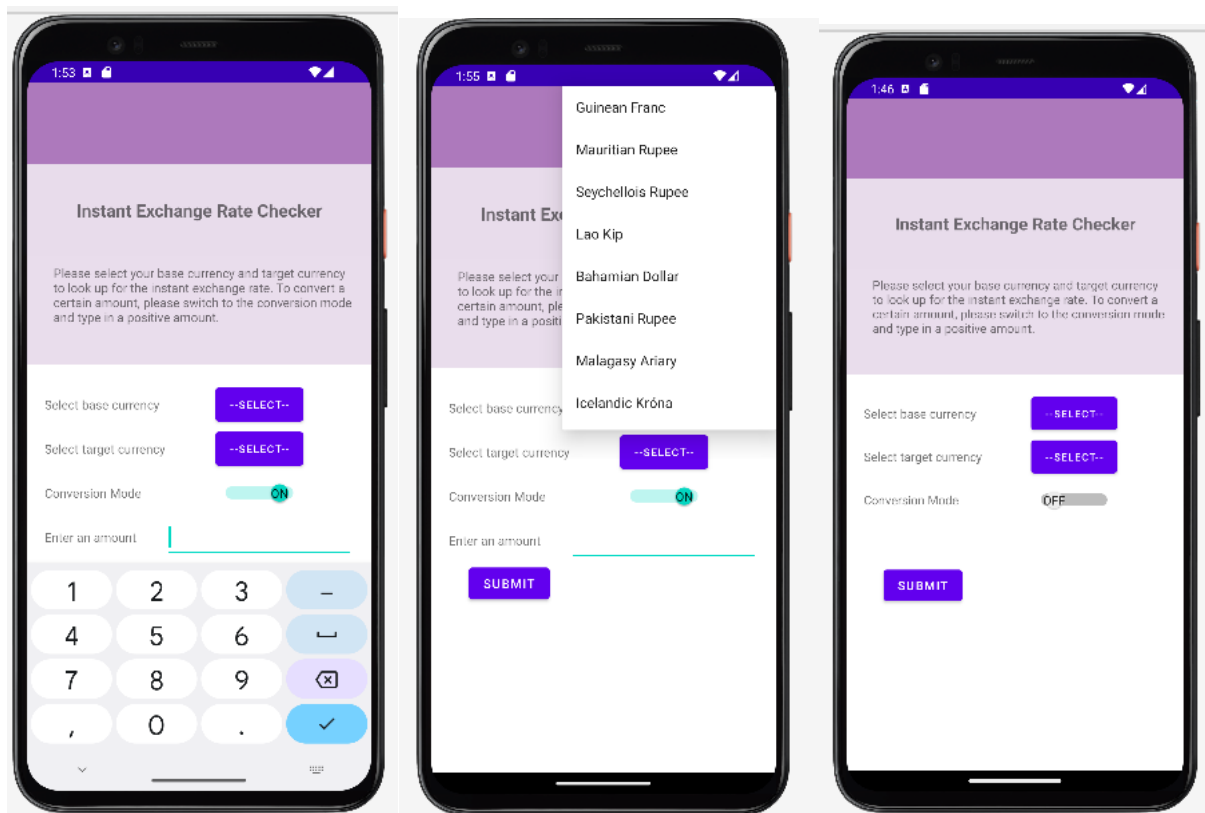 1:53
Instant Exchange Rate Checker
Please select your base currency and target currency
to look up for the instant exchange rate. To convert a
certain amount, please switch to the conversion mode
and type in a positive amount.
Select base currency
--SELECT--
Select target currency
--SELECT--
Conversion Mode
ON
Enter an amount
1 2 3 –
4 5 6
7 8 9
, 0 .
1:55
Guinean Franc
Mauritian Rupee
Seychellois Rupee
Lao Kip
Bahamian Dollar
Pakistani Rupee
Malagasy Ariary
Icelandic Króna
Instant Ex
Please select your
to look up for the
certain amount, ple
and type in a positi
Select base currency
Select target currency
--SELECT--
Conversion Mode
ON
Enter an amount
SUBMIT
1:46
Instant Exchange Rate Checker
Please select your base currency and target currency
to look up for the instant exchange rate. To convert a
certain amount, please switch to the conversion mode
and type in a positive amount.
Select base currency
--SELECT--
Select target currency
--SELECT--
Conversion Mode
OFF
SUBMIT